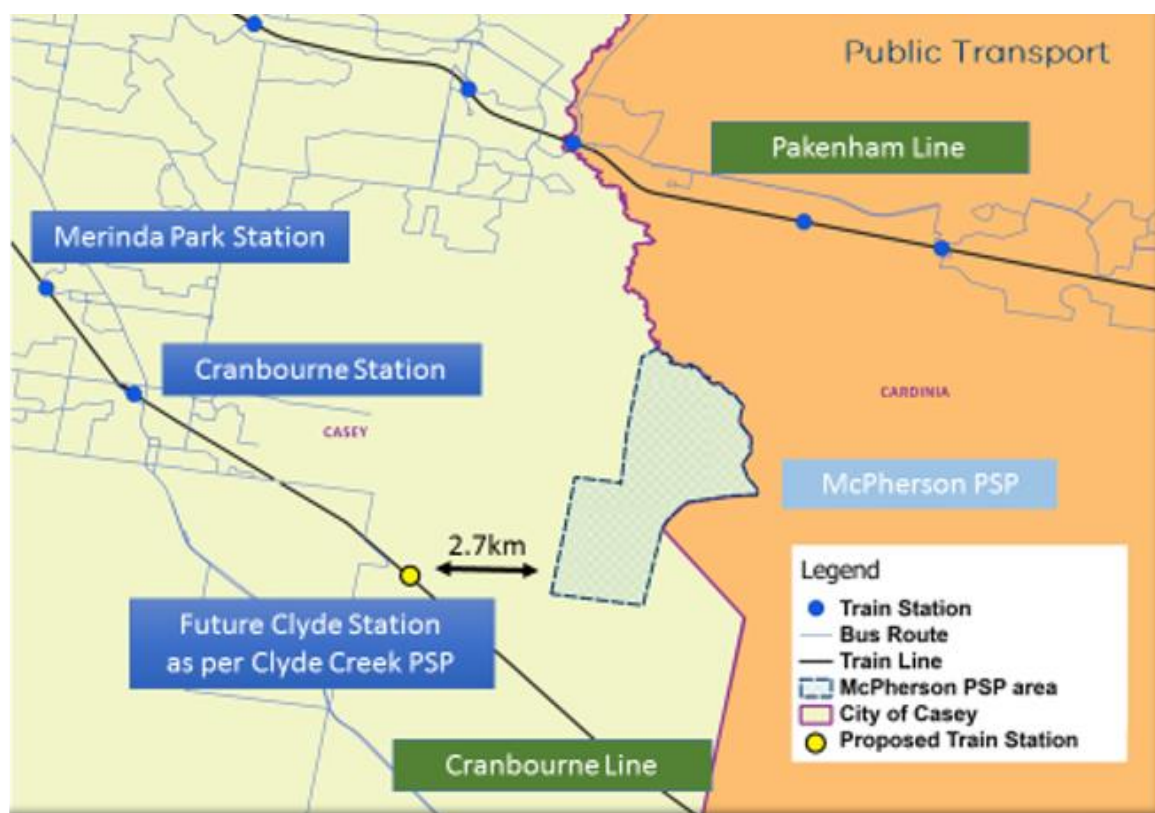 Public Transport
Pakenham Line
Merinda Park Station
Cranbourne Station
CARDINIA
CASEY
McPherson PSP
2.7km
Future Clyde Station
as per Clyde Creek PSP
Cranbourne Line
Legend
Train Station
Bus Route
Train Line
McPherson PSP area
City of Casey
Proposed Train Station